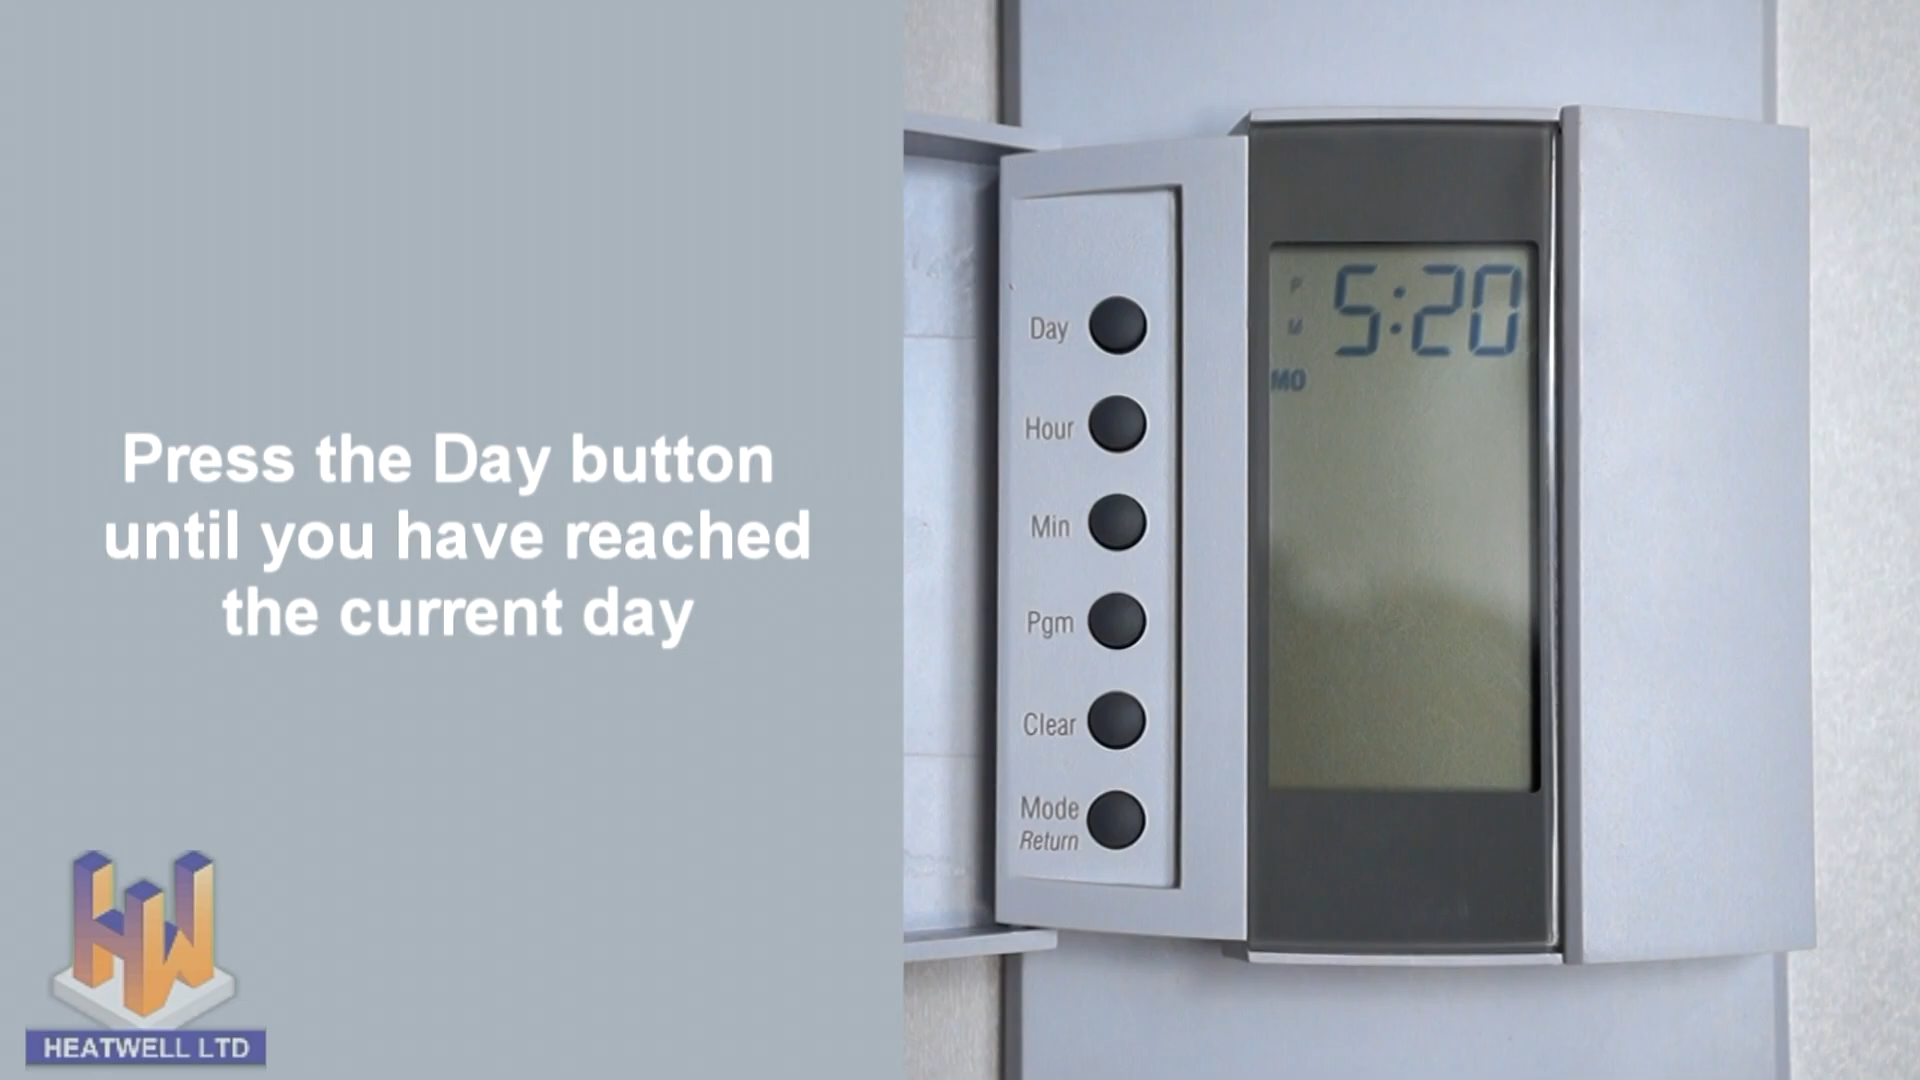 Press the Day button
until you have reached
the current day
HEATWELL LTD
Day
Hour
Min
Pgm
Clear
Mode
Return
P
M
5:20
MO